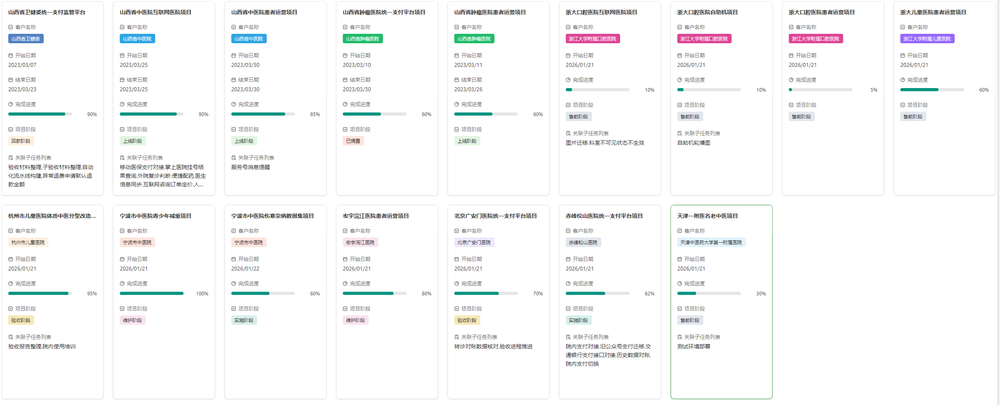 山西省卫健委统一支付监管平台
客户名称
山西省卫健委
开始日期
2023/03/07
结束日期
2023/03/23
完成进度
90%
项目阶段
回款阶段
关联子任务列表
验收材料整理,子验收材料整理,自动
化流水线构建,异常退费申请默认退
款金额
山西省中医院互联网医院项目
客户名称
山西省中医院
开始日期
2023/03/25
结束日期
2023/03/25
完成进度
90%
项目阶段
上线阶段
关联子任务列表
移动医保支付对接,掌上医院挂号结
果查询,外院复诊判断,便捷配药,医生
信息同步,互联网咨询订单定价,人...
山西省中医院患者运营项目
客户名称
山西省中医院
开始日期
2023/03/30
结束日期
2023/03/30
完成进度
85%
项目阶段
上线阶段
关联子任务列表
服务号消息提醒
山西省肿瘤医院统一支付平台项目
客户名称
山西省肿瘤医院
开始日期
2023/03/10
结束日期
2023/03/30
完成进度
60%
项目阶段
已搁置
山西省肿瘤医院患者运营项目
客户名称
山西省肿瘤医院
开始日期
2023/03/11
结束日期
2023/03/26
完成进度
60%
项目阶段
上线阶段
浙大口腔医院互联网医院项目
客户名称
浙江大学附属口腔医院
开始日期
2026/01/21
完成进度
10%
项目阶段
售前阶段
关联子任务列表
图片迁移,科室不可见状态不生效
浙大口腔医院自助机项目
客户名称
浙江大学附属口腔医院
开始日期
2026/01/21
完成进度
10%
项目阶段
售前阶段
关联子任务列表
自助机轮播图
浙大口腔医院患者运营项目
客户名称
浙江大学附属口腔医院
开始日期
2026/01/21
完成进度
5%
项目阶段
售前阶段
浙大儿童医院患者运营项目
客户名称
浙江大学附属儿童医院
开始日期
2026/01/21
完成进度
60%
项目阶段
售前阶段
杭州市儿童医院体质中医分型改造...
客户名称
杭州市儿童医院
开始日期
2026/01/21
完成进度
95%
项目阶段
验收阶段
关联子任务列表
验收报告整理,院内使用培训
宁波市中医院青少年减重项目
客户名称
宁波市中医院
开始日期
2026/01/21
完成进度
100%
项目阶段
维护阶段
宁波市中医院伤寒杂病数据集项目
客户名称
宁波市中医院
开始日期
2026/01/22
完成进度
60%
项目阶段
实施阶段
宏宇浣江医院患者运营项目
客户名称
宏宇浣江医院
开始日期
2026/01/21
完成进度
80%
项目阶段
维护阶段
北京广安门医院统一支付平台项目
客户名称
北京广安门医院
开始日期
2026/01/21
完成进度
70%
项目阶段
验收阶段
关联子任务列表
转诊对账数据核对,验收进程推进
赤峰松山医院统一支付平台项目
客户名称
赤峰松山医院
开始日期
2026/01/21
完成进度
62%
项目阶段
实施阶段
关联子任务列表
院内支付对接,旧公众号支付迁移,交
通银行支付接口对接,历史数据对账,
院内支付切换
天津一附医名老中医项目
客户名称
天津中医药大学第一附属医院
开始日期
2026/01/21
完成进度
30%
项目阶段
售前阶段
关联子任务列表
测试环境部署